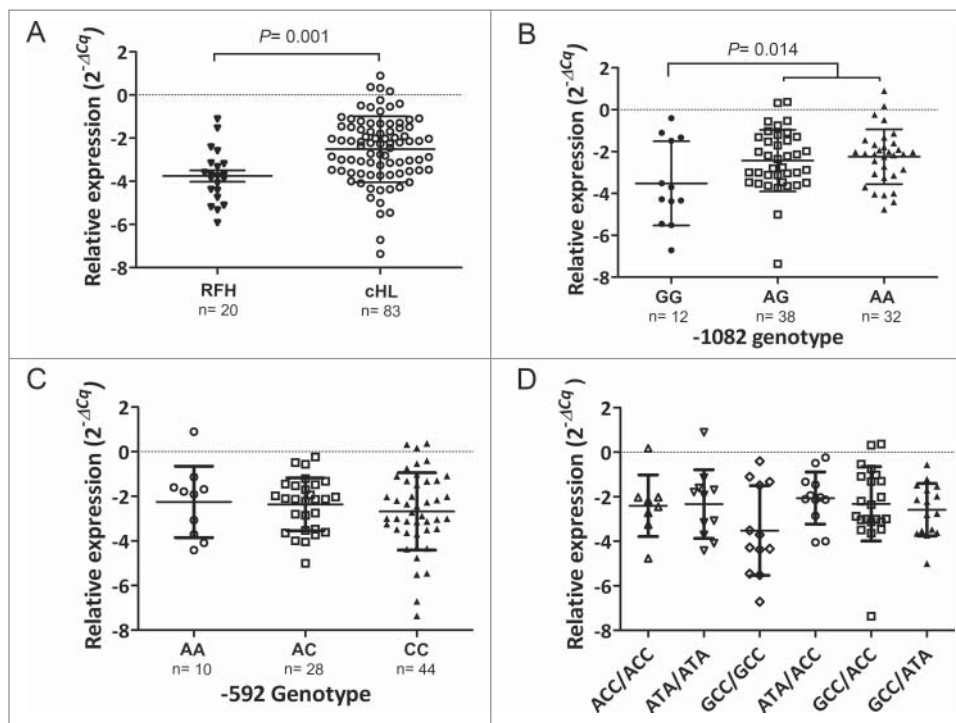 A
P= 0.001
Relative expression (2^-ΔCq)
2
0
-2
-4
-6
-8
RFH
cHL
n= 20
n= 83
B
P= 0.014
Relative expression (2^-ΔCq)
2
0
-2
-4
-6
-8
GG
AG
AA
n= 12
n= 38
n= 32
-1082 genotype
C
Relative expression (2^-ΔCq)
2
0
-2
-4
-6
-8
AA
AC
CC
n= 10
n= 28
n= 44
-592 Genotype
D
Relative expression (2^-ΔCq)
2
0
-2
-4
-6
-8
ACC/ACC
ATA/ATA
GCC/GCC
ATA/ACC
GCC/ACC
GCC/ATA